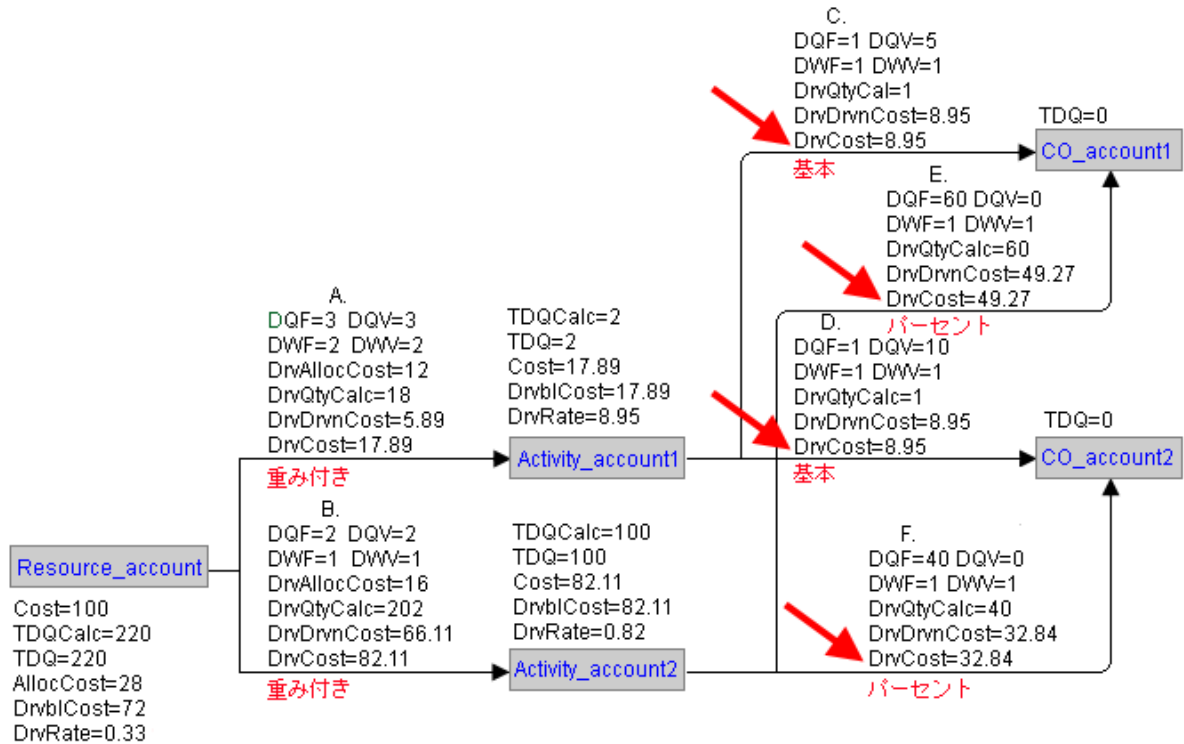 C.
DQF=1 DQV=5
DWF=1 DWV=1
DrvQtyCal=1
DrvDrvnCost=8.95
DrvCost=8.95
基本
TDQ=0
CO_account1
E.
DQF=60 DQV=0
DWF=1 DWV=1
DrvQtyCalc=60
DrvDrvnCost=49.27
DrvCost=49.27
パーセント
A.
DQF=3 DQV=3
DWF=2 DWV=2
DrvAllocCost=12
DrvQtyCalc=18
DrvDrvnCost=5.89
DrvCost=17.89
重み付き
TDQCalc=2
TDQ=2
Cost=17.89
DrvblCost=17.89
DrvRate=8.95
Activity_account1
D.
DQF=1 DQV=10
DWF=1 DWV=1
DrvQtyCalc=1
DrvDrvnCost=8.95
DrvCost=8.95
基本
TDQ=0
CO_account2
B.
DQF=2 DQV=2
DWF=1 DWV=1
DrvAllocCost=16
DrvQtyCalc=202
DrvDrvnCost=66.11
DrvCost=82.11
重み付き
TDQCalc=100
TDQ=100
Cost=82.11
DrvblCost=82.11
DrvRate=0.82
Activity_account2
F.
DQF=40 DQV=0
DWF=1 DWV=1
DrvQtyCalc=40
DrvDrvnCost=32.84
DrvCost=32.84
パーセント
Resource_account
Cost=100
TDQCalc=220
TDQ=220
AllocCost=28
DrvblCost=72
DrvRate=0.33